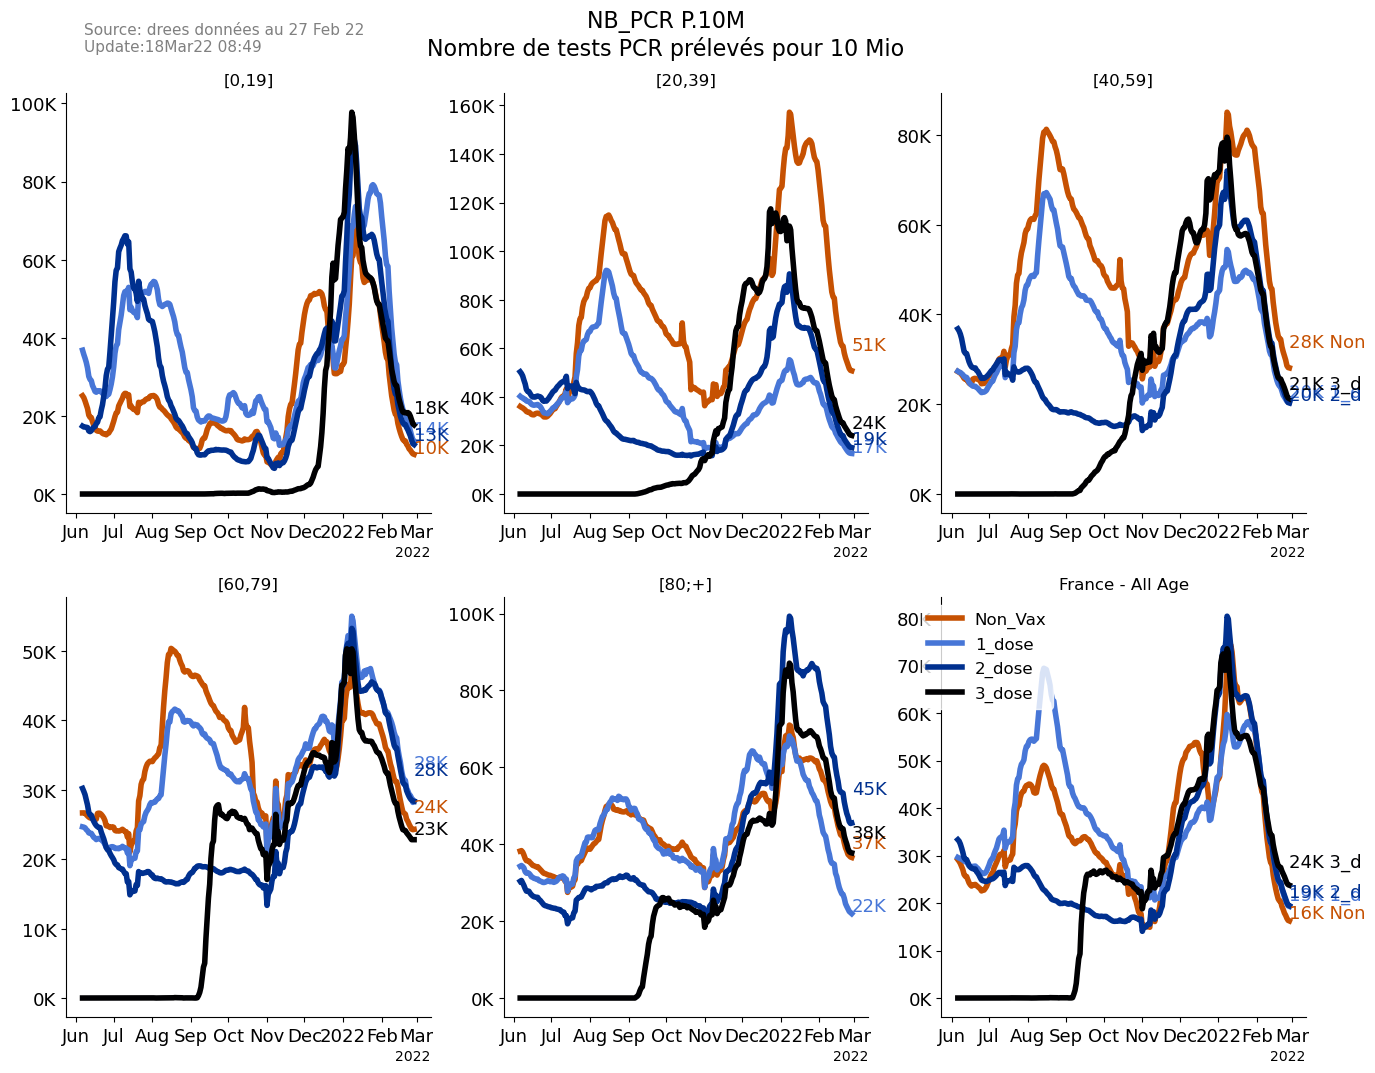 NB_PCR P.10M
Nombre de tests PCR prélevés pour 10 Mio
Source: drees données au 27 Feb 22
Update:18Mar22 08:49
[0,19]
100K
80K
60K
40K
20K
0K
18K
14K
13K
10K
Jun Jul Aug Sep Oct Nov Dec 2022 Feb Mar
2022
[20,39]
160K
140K
120K
100K
80K
60K
40K
20K
0K
51K
24K
19K
17K
Jun Jul Aug Sep Oct Nov Dec 2022 Feb Mar
2022
[40,59]
80K
60K
40K
20K
0K
28K Non
21K 3_d
20K 2_d
Jun Jul Aug Sep Oct Nov Dec 2022 Feb Mar
2022
[60,79]
50K
40K
30K
20K
10K
0K
28K
28K
24K
23K
Jun Jul Aug Sep Oct Nov Dec 2022 Feb Mar
2022
[80;+]
100K
80K
60K
40K
20K
0K
45K
38K
37K
22K
Jun Jul Aug Sep Oct Nov Dec 2022 Feb Mar
2022
France - All Age
Non_Vax
1_dose
2_dose
3_dose
80K
70K
60K
50K
40K
30K
20K
10K
0K
24K 3_d
19K 2_d
19K 1_d
16K Non
Jun Jul Aug Sep Oct Nov Dec 2022 Feb Mar
2022